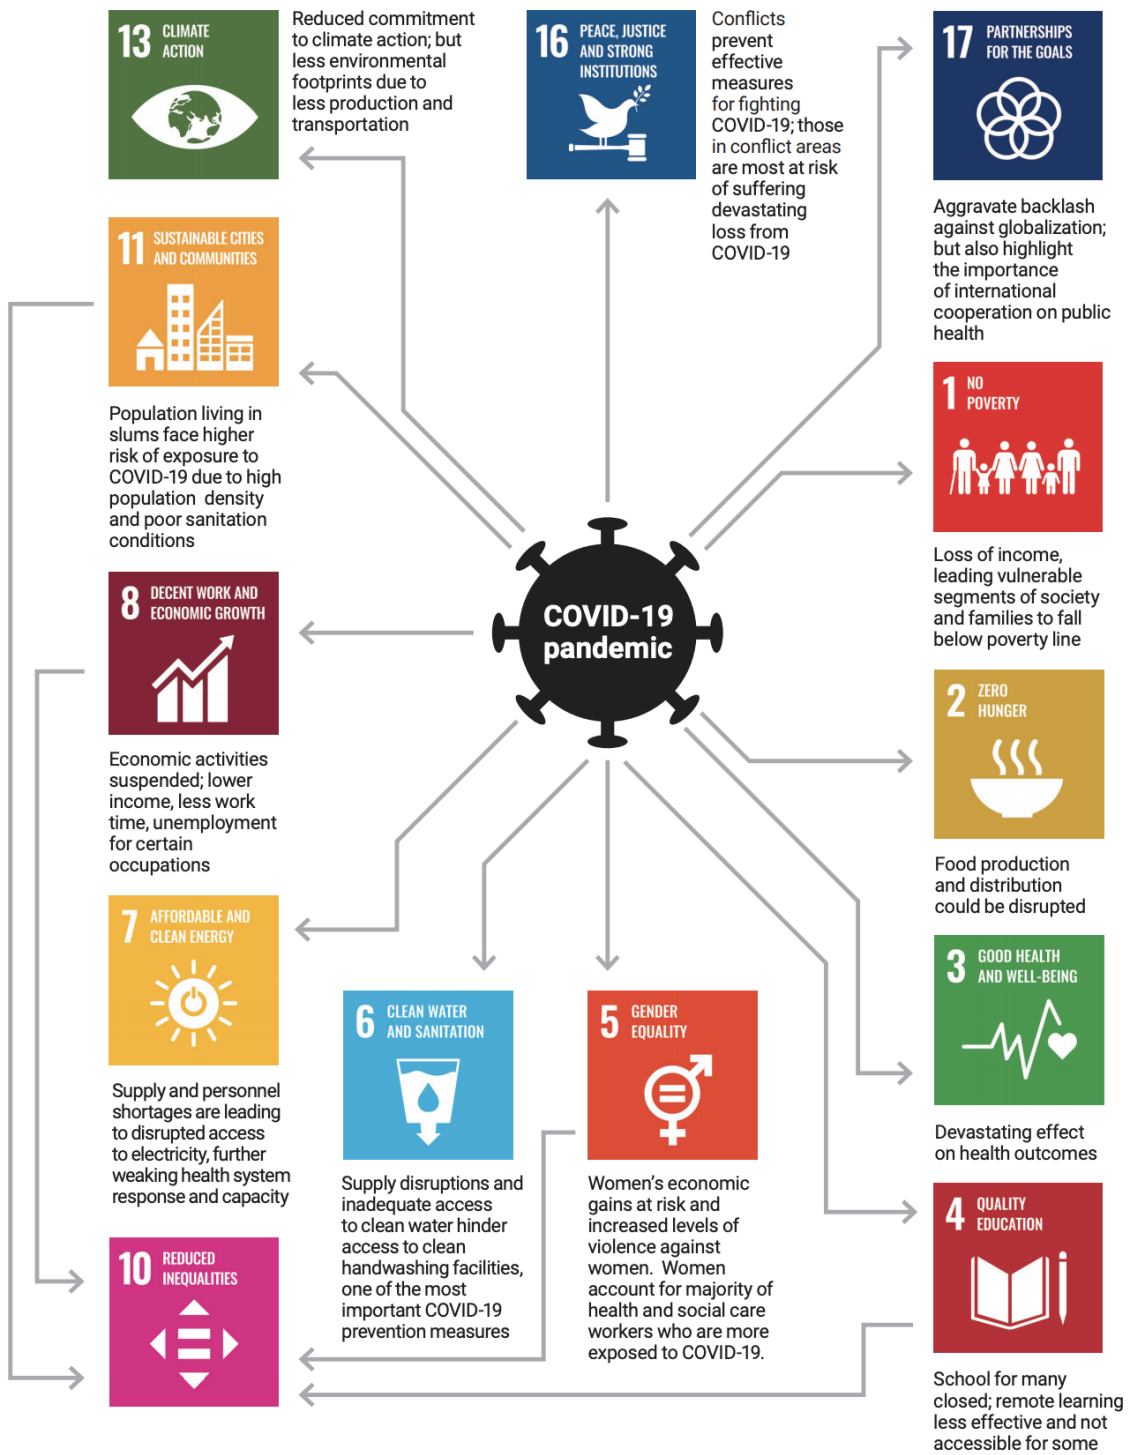 13 CLIMATE
ACTION
Reduced commitment
to climate action; but
less environmental
footprints due to
less production and
transportation
16 PEACE, JUSTICE
AND STRONG
INSTITUTIONS
Conflicts
prevent
effective
measures
for fighting
COVID-19; those
in conflict areas
are most at risk
of suffering
devastating
loss from
COVID-19
17 PARTNERSHIPS
FOR THE GOALS
Aggravate backlash
against globalization;
but also highlight
the importance
of international
cooperation on public
health
11 SUSTAINABLE CITIES
AND COMMUNITIES
Population living in
slums face higher
risk of exposure to
COVID-19 due to high
population density
and poor sanitation
conditions
1 NO
POVERTY
Loss of income,
leading vulnerable
segments of society
and families to fall
below poverty line
COVID-19
pandemic
8 DECENT WORK AND
ECONOMIC GROWTH
Economic activities
suspended; lower
income, less work
time, unemployment
for certain
occupations
2 ZERO
HUNGER
Food production
and distribution
could be disrupted
7 AFFORDABLE AND
CLEAN ENERGY
Supply and personnel
shortages are leading
to disrupted access
to electricity, further
weaking health system
response and capacity
6 CLEAN WATER
AND SANITATION
Supply disruptions and
inadequate access
to clean water hinder
access to clean
handwashing facilities,
one of the most
important COVID-19
prevention measures
5 GENDER
EQUALITY
Women's economic
gains at risk and
increased levels of
violence against
women. Women
account for majority of
health and social care
workers who are more
exposed to COVID-19.
3 GOOD HEALTH
AND WELL-BEING
Devastating effect
on health outcomes
10 REDUCED
INEQUALITIES
4 QUALITY
EDUCATION
School for many
closed; remote learning
less effective and not
accessible for some